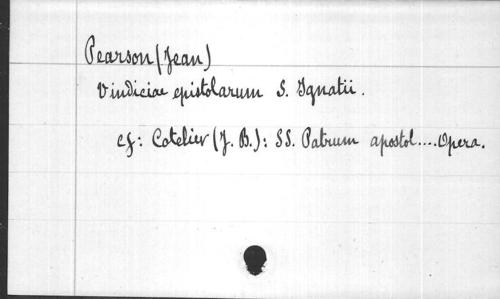 Pearson (Jean)
Vindiciae epistolarum S. Ignatii.
cf: Cotelier (J. B.): SS. Patrum apostol.... Opera.